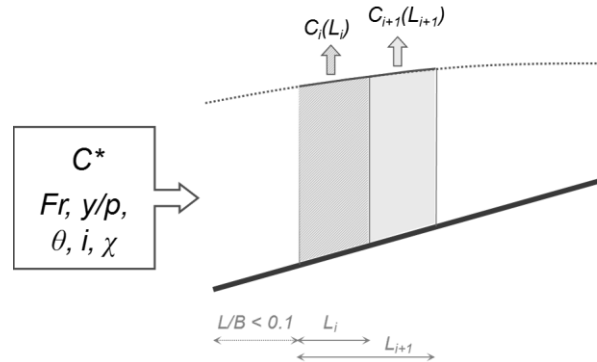 C_i(L_i)
C_{i+1}(L_{i+1})
C*
Fr, y/p,
θ, i, χ
L/B < 0.1
L_i
L_{i+1}